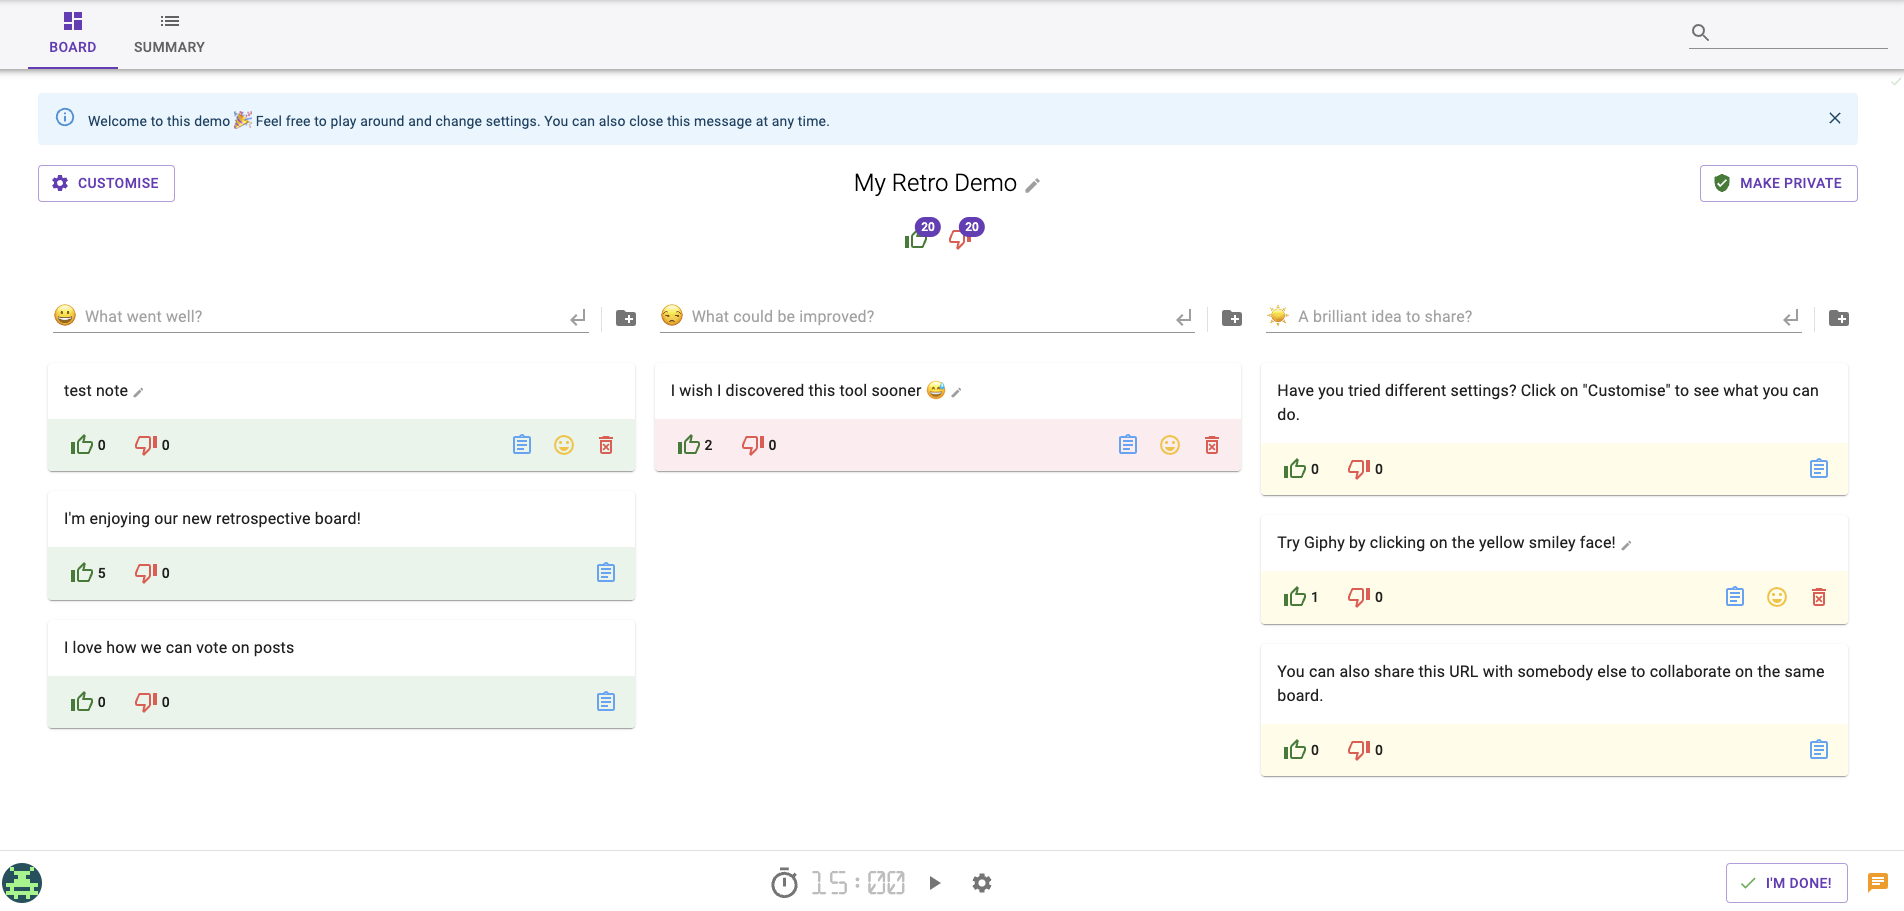 BOARD
SUMMARY
Welcome to this demo 🎉 Feel free to play around and change settings. You can also close this message at any time.
CUSTOMISE
My Retro Demo
MAKE PRIVATE
20
20
What went well?
What could be improved?
A brilliant idea to share?
test note
0
0
I'm enjoying our new retrospective board!
5
0
I love how we can vote on posts
0
0
I wish I discovered this tool sooner 😅
2
0
Have you tried different settings? Click on "Customise" to see what you can
do.
0
0
Try Giphy by clicking on the yellow smiley face!
1
0
You can also share this URL with somebody else to collaborate on the same
board.
0
0
15:00
I'M DONE!